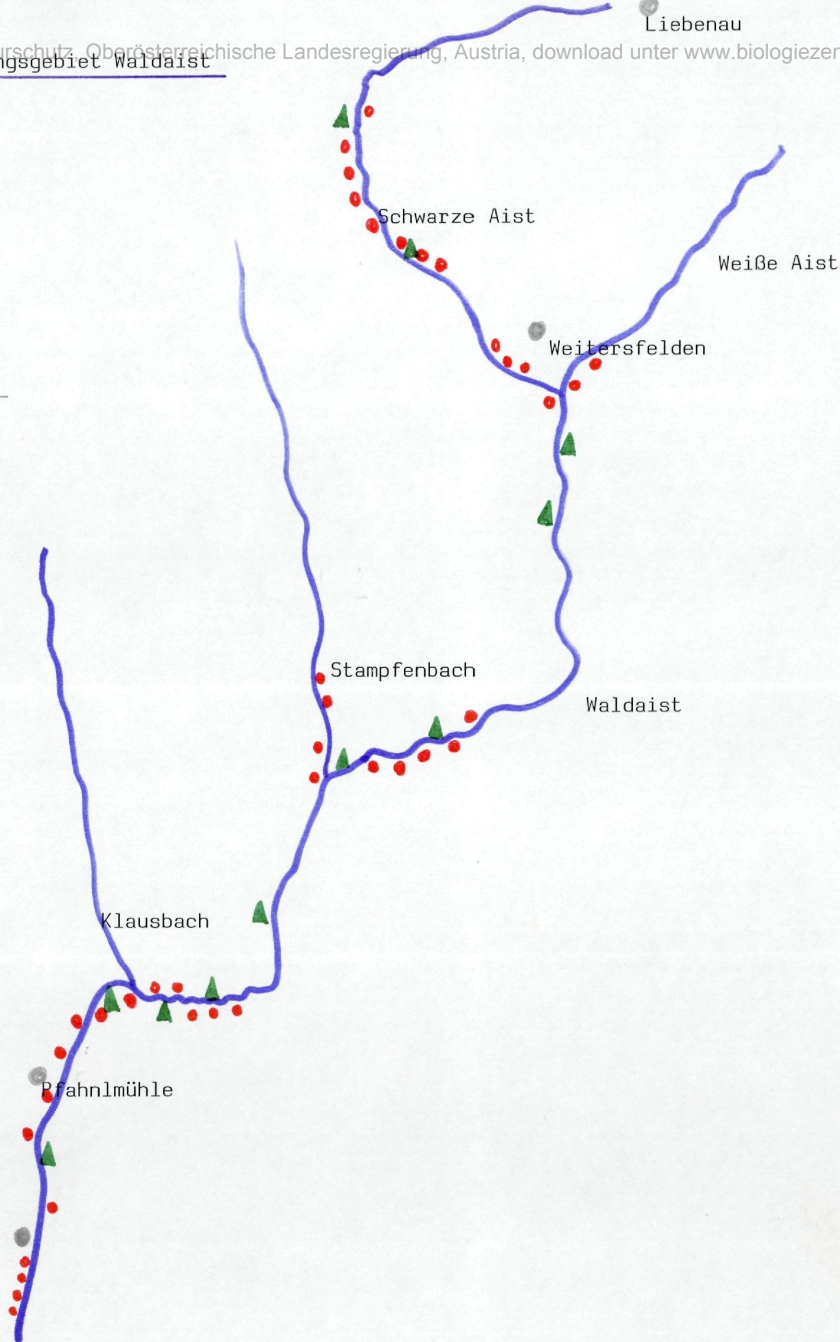 Liebenau
urschutz, Oberösterreichische Landesregierung, Austria, download unter www.biologiezen
ngsgebiet Waldaist
Schwarze Aist
Weiße Aist
Weitersfelden
Stampfenbach
Waldaist
Klausbach
Pfahnlmühle